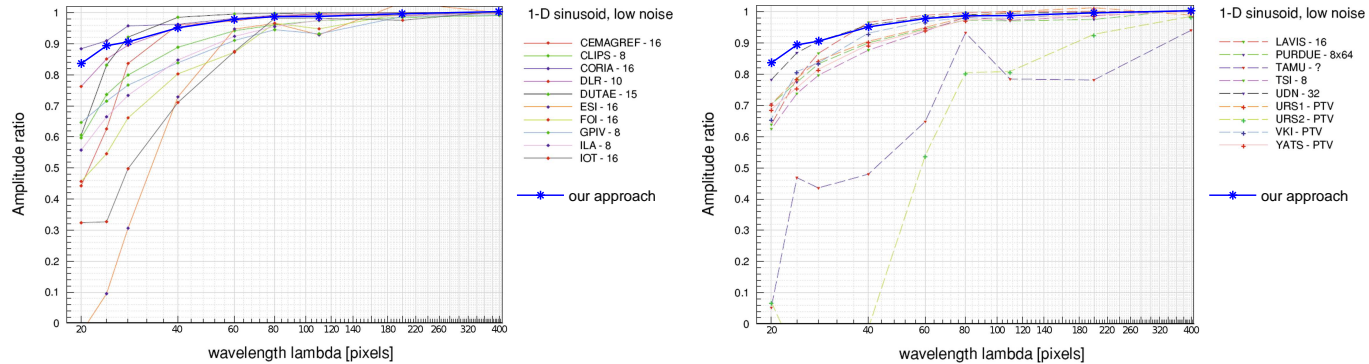 1-D sinusoid, low noise
1
0.9
0.8
0.7
0.6
0.5
0.4
0.3
0.2
0.1
0
Amplitude ratio
20
40
60
80
100
120
140
160
180
200
220
260
320
400
wavelength lambda [pixels]
CEMAGREF - 16
CLIPS - 8
CORIA - 16
DLR - 10
DUTAE - 15
ESI - 16
FOI - 16
GPIV - 8
ILA - 8
IOT - 16
our approach
1-D sinusoid, low noise
1
0.9
0.8
0.7
0.6
0.5
0.4
0.3
0.2
0.1
0
Amplitude ratio
20
40
60
80
100
120
140
160
180
200
220
260
320
400
wavelength lambda [pixels]
LAVIS - 16
PURDUE - 8x64
TAMU - ?
TSI - 8
UDN - 32
URS1 - PTV
URS2 - PTV
VKI - PTV
YATS - PTV
our approach